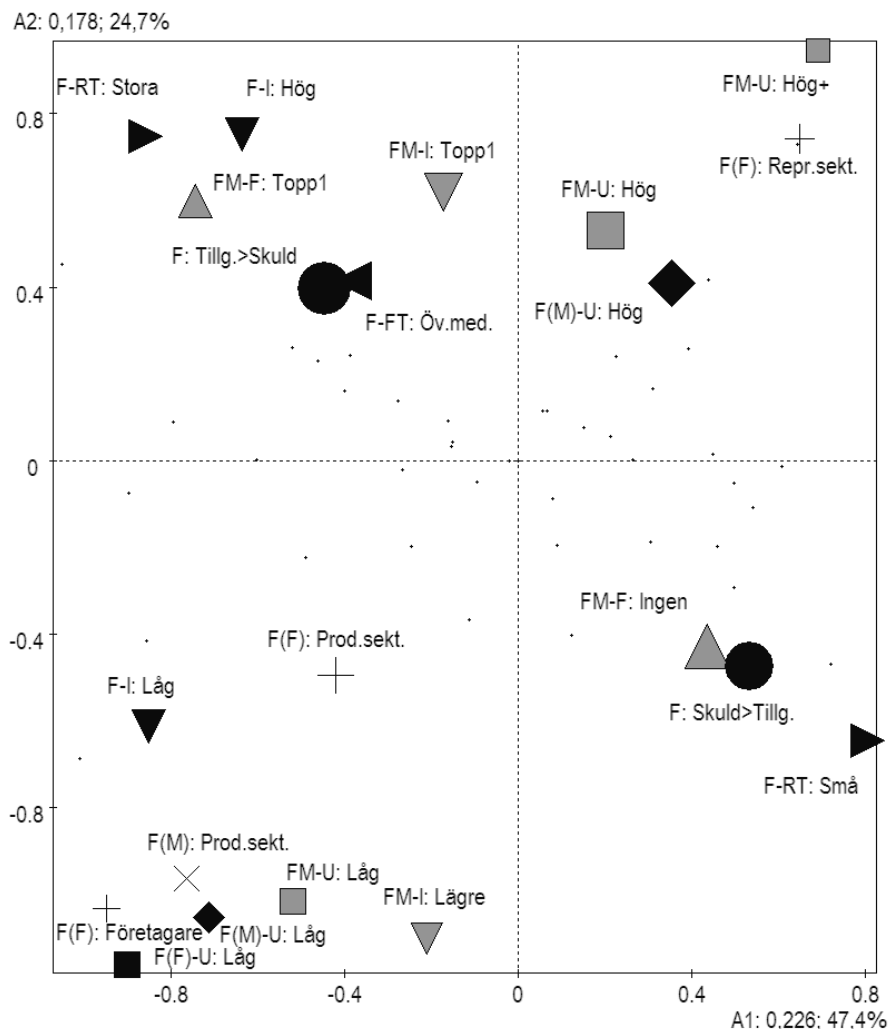 A2: 0,178; 24,7%
F-RT: Stora
F-I: Hög
FM-U: Hög+
0.8
FM-I: Topp1
F(F): Repr.sekt.
FM-F: Topp1
FM-U: Hög
F: Tillg.>Skuld
0.4
F(M)-U: Hög
F-FT: Öv.med.
0
FM-F: Ingen
-0.4
F(F): Prod.sekt.
F-I: Låg
F: Skuld>Tillg.
F-RT: Små
-0.8
F(M): Prod.sekt.
FM-U: Låg
FM-I: Lägre
F(F): Företagare
F(M)-U: Låg
F(F)-U: Låg
-0.8
-0.4
0
0.4
0.8
A1: 0,226; 47,4%